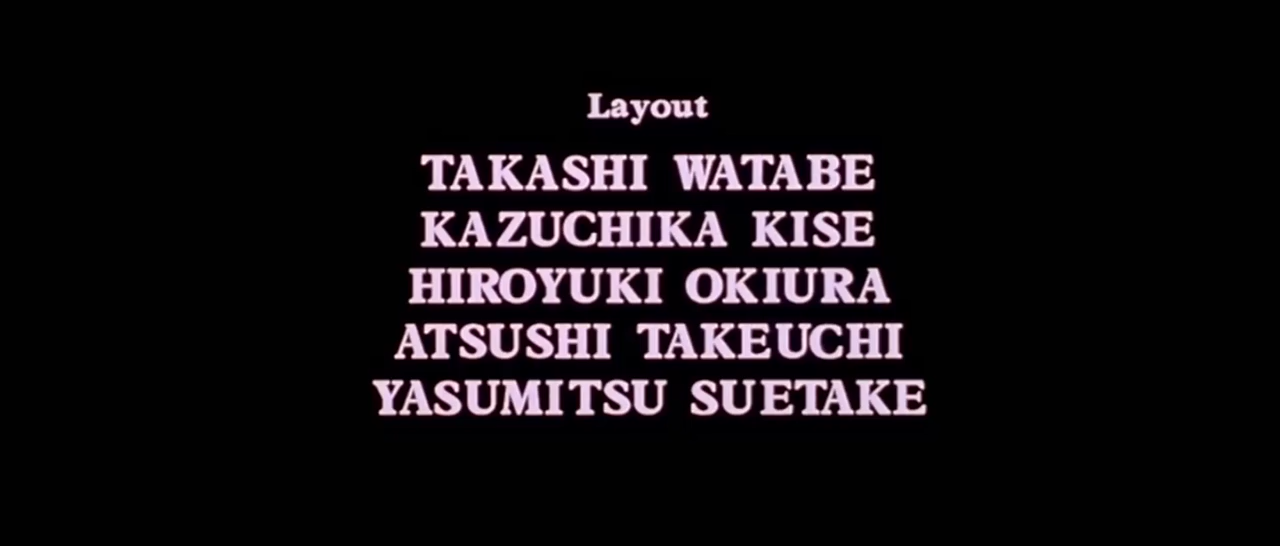 Layout
TAKASHI WATABE
KAZUCHIKA KISE
HIROYUKI OKIURA
ATSUSHI TAKEUCHI
YASUMITSU SUETAKE